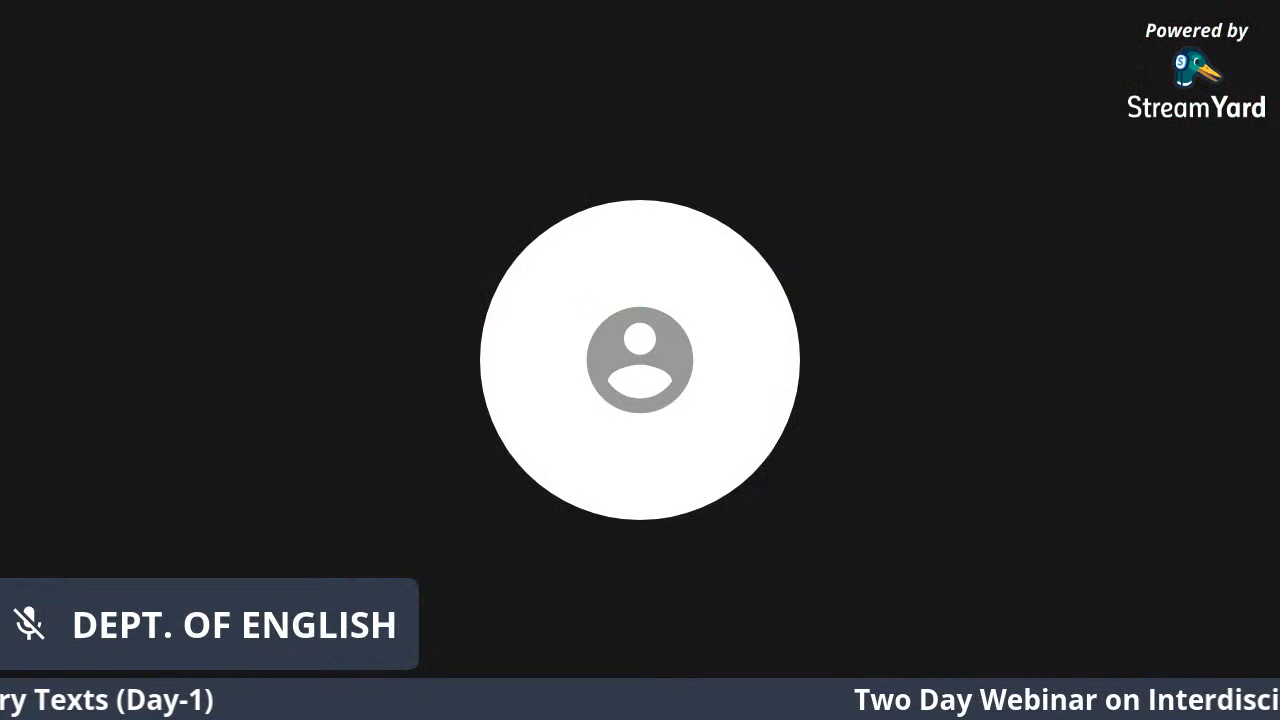 Powered by
StreamYard
DEPT. OF ENGLISH
ry Texts (Day-1) Two Day Webinar on Interdisci